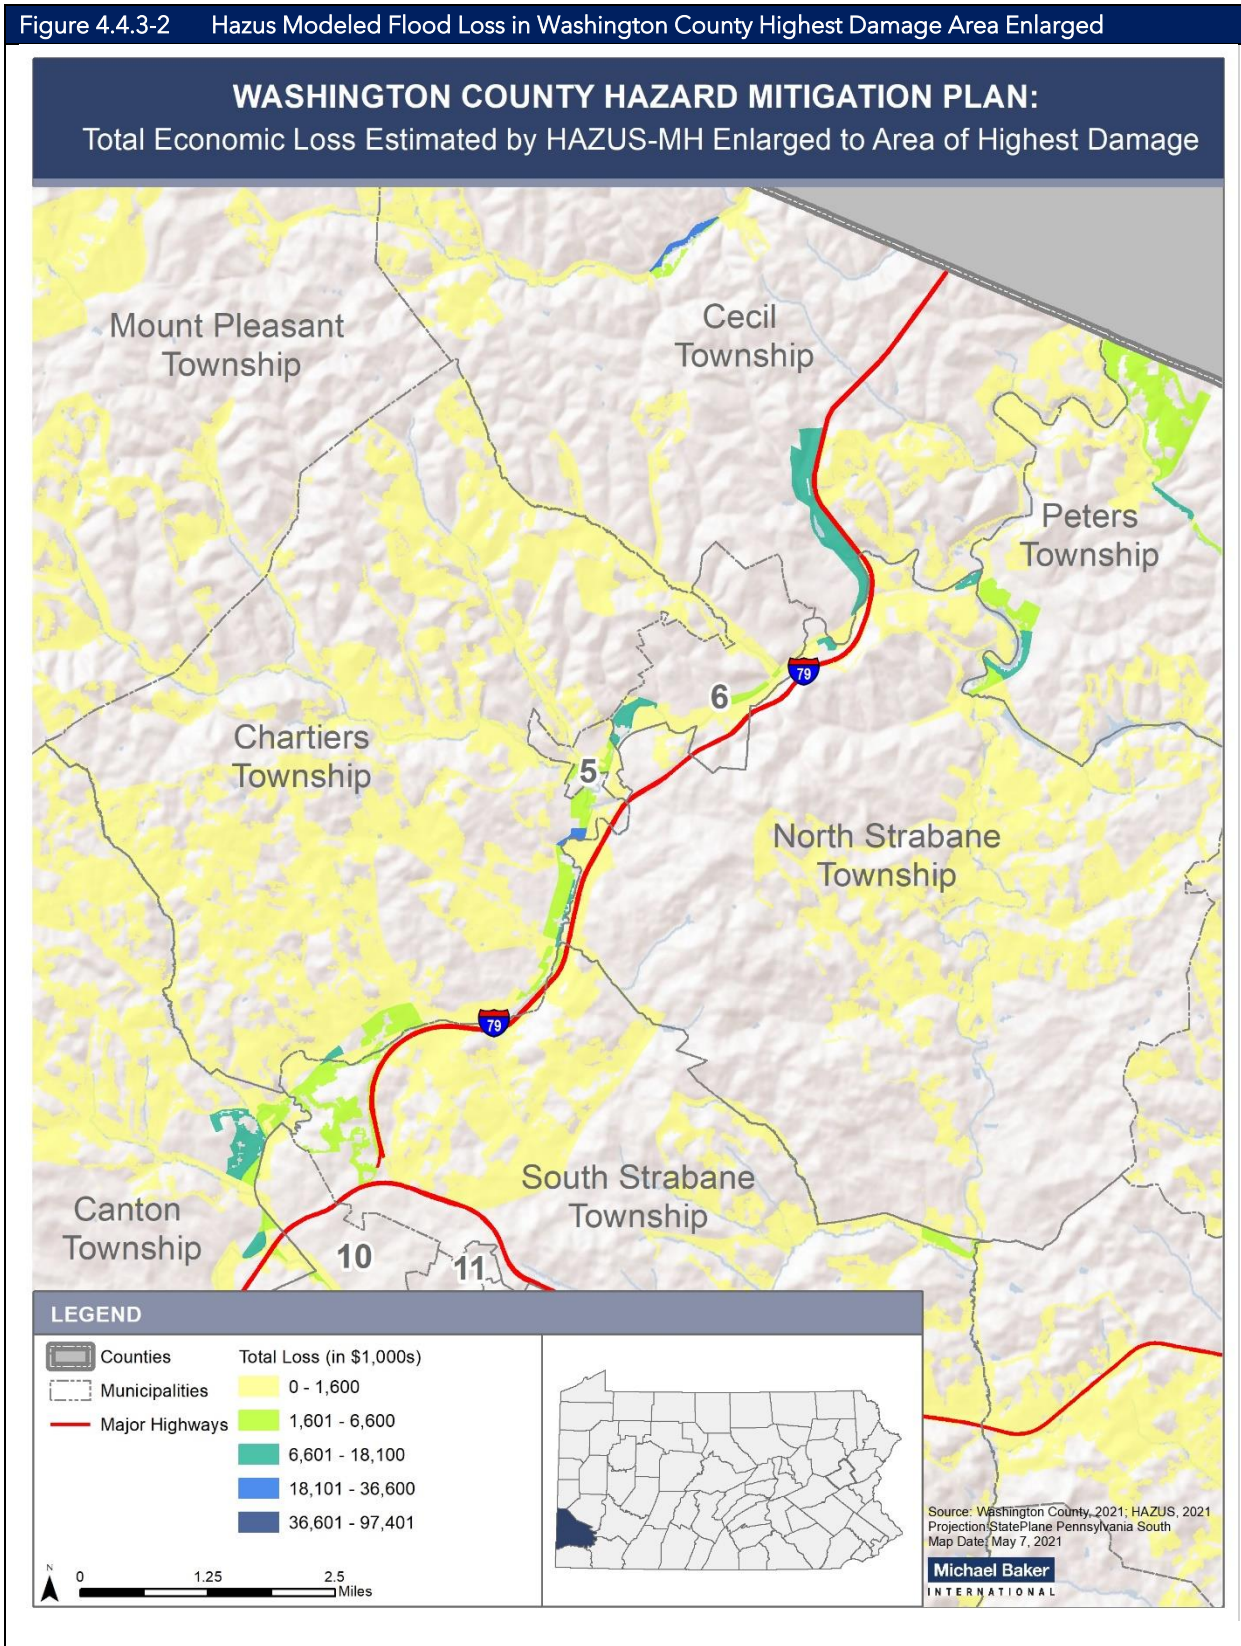 Figure 4.4.3-2 Hazus Modeled Flood Loss in Washington County Highest Damage Area Enlarged
WASHINGTON COUNTY HAZARD MITIGATION PLAN:
Total Economic Loss Estimated by HAZUS-MH Enlarged to Area of Highest Damage
Mount Pleasant
Township
Cecil
Township
Peters
Township
79
6
5
Chartiers
Township
North Strabane
Township
79
South Strabane
Township
Canton
Township
10
11
LEGEND
Counties
Municipalities
Major Highways
Total Loss (in $1,000s)
0 - 1,600
1,601 - 6,600
6,601 - 18,100
18,101 - 36,600
36,601 - 97,401
N
0 1.25 2.5
Miles
Source: Washington County, 2021; HAZUS, 2021
Projection:StatePlane Pennsylvania South
Map Date: May 7, 2021
Michael Baker
INTERNATIONAL